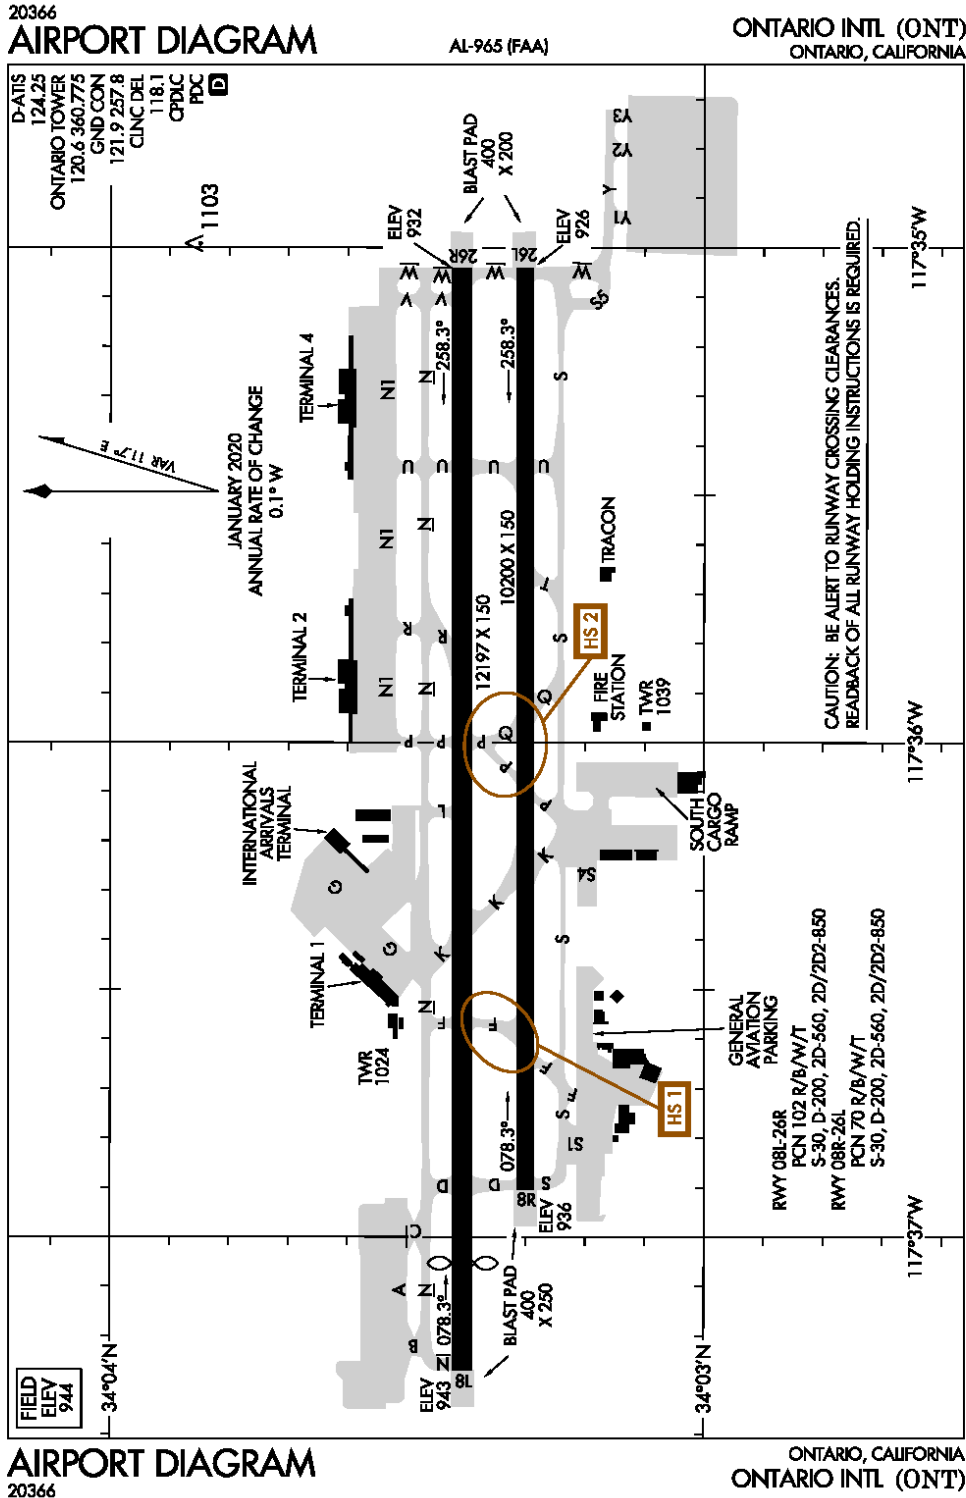 20366
AIRPORT DIAGRAM
AL-965 (FAA)
ONTARIO INTL (ONT)
ONTARIO, CALIFORNIA
D-ATIS
124.25
ONTARIO TOWER
120.6 360.775
GND CON
121.9 257.8
CLNC DEL
118.1
CPDLC
PDC
D
1103
VAR 11.7° E
JANUARY 2020
ANNUAL RATE OF CHANGE
0.1° W
TERMINAL 4
TERMINAL 2
INTERNATIONAL
ARRIVALS
TERMINAL
TERMINAL 1
TWR
1024
ELEV
932
BLAST PAD
400
X 200
ELEV
926
26R
26L
W
W
W
W
V
V
S5
Y
Y1
Y2
Y3
N1
N1
N1
N
N
N
N
N
N
258.3°
258.3°
U
U
U
U
S
S
S
S
S
R
R
T
12197 X 150
10200 X 150
HS 2
TRACON
FIRE
STATION
TWR
1039
P
P
P
P
P
Q
Q
L
K
K
K
G
G
S4
SOUTH
CARGO
RAMP
F
F
F
F
HS 1
GENERAL
AVIATION
PARKING
S1
078.3°
D
D
8R
ELEV
936
C
A
B
078.3°
ELEV
943
8L
BLAST PAD
400
X 250
CAUTION: BE ALERT TO RUNWAY CROSSING CLEARANCES.
READBACK OF ALL RUNWAY HOLDING INSTRUCTIONS IS REQUIRED.
RWY 08L-26R
PCN 102 R/B/W/T
S-30, D-200, 2D-560, 2D/2D2-850
RWY 08R-26L
PCN 70 R/B/W/T
S-30, D-200, 2D-560, 2D/2D2-850
117°35'W
117°36'W
117°37'W
34°04'N
34°03'N
FIELD
ELEV
944
AIRPORT DIAGRAM
20366
ONTARIO, CALIFORNIA
ONTARIO INTL (ONT)